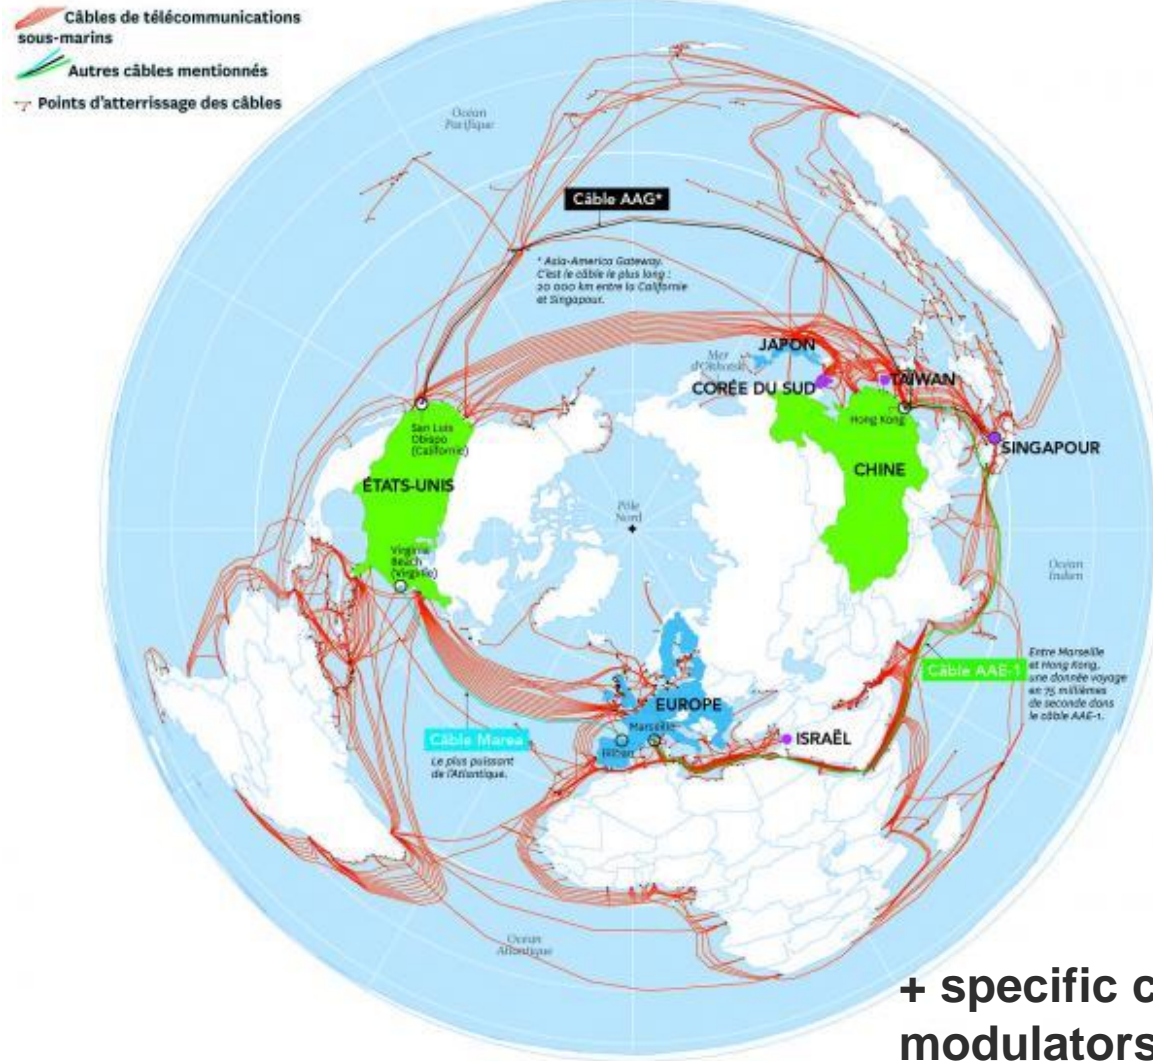 Câbles de télécommunications
sous-marins
Autres câbles mentionnés
Points d'atterrissage des câbles
Océan
Pacifique
Câble AAG*
* Asia-America Gateway.
C'est le câble le plus long :
20 000 km entre la Californie
et Singapour.
JAPON
Mer
d'Okhotsk
CORÉE DU SUD
TAÏWAN
Hong Kong
SINGAPOUR
CHINE
San Luis
Obispo
(Californie)
ÉTATS-UNIS
Pôle
Nord
Virginia
Beach
(Virginie)
Océan
Indien
Câble AAE-1
Entre Marseille
et Hong Kong,
une donnée voyage
en 75 millièmes
de seconde dans
le câble AAE-1.
EUROPE
Marseille
Bilbao
ISRAËL
Câble Marea
Le plus puissant
de l'Atlantique.
Océan
Atlantique
+ specific c
modulators